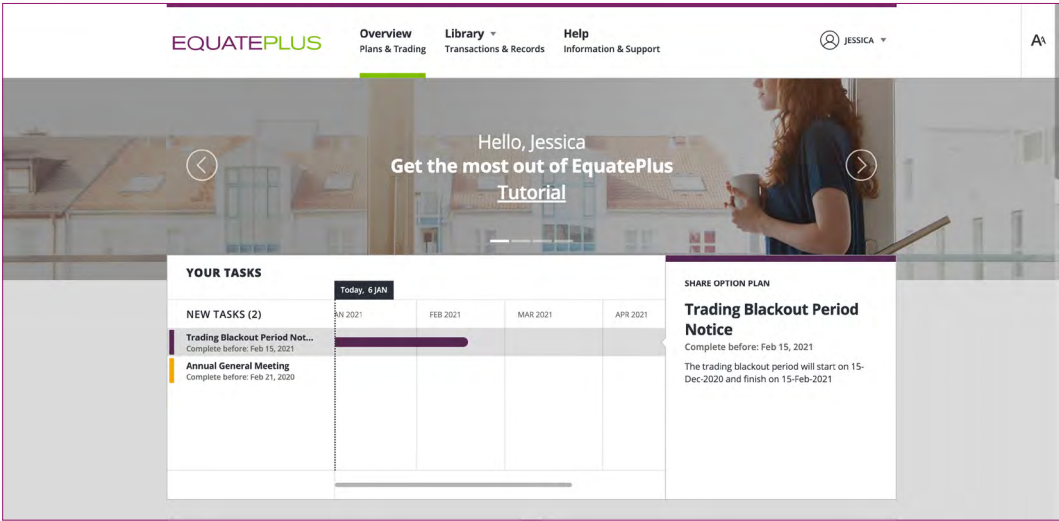 EQUATEPLUS
Overview
Plans & Trading
Library
Transactions & Records
Help
Information & Support
JESSICA
AA
Hello, Jessica
Get the most out of EquatePlus
Tutorial
YOUR TASKS
Today, 6 JAN
NEW TASKS (2)
AN 2021
FEB 2021
MAR 2021
APR 2021
Trading Blackout Period Not...
Complete before: Feb 15, 2021
Annual General Meeting
Complete before: Feb 21, 2020
SHARE OPTION PLAN
Trading Blackout Period
Notice
Complete before: Feb 15, 2021
The trading blackout period will start on 15-
Dec-2020 and finish on 15-Feb-2021